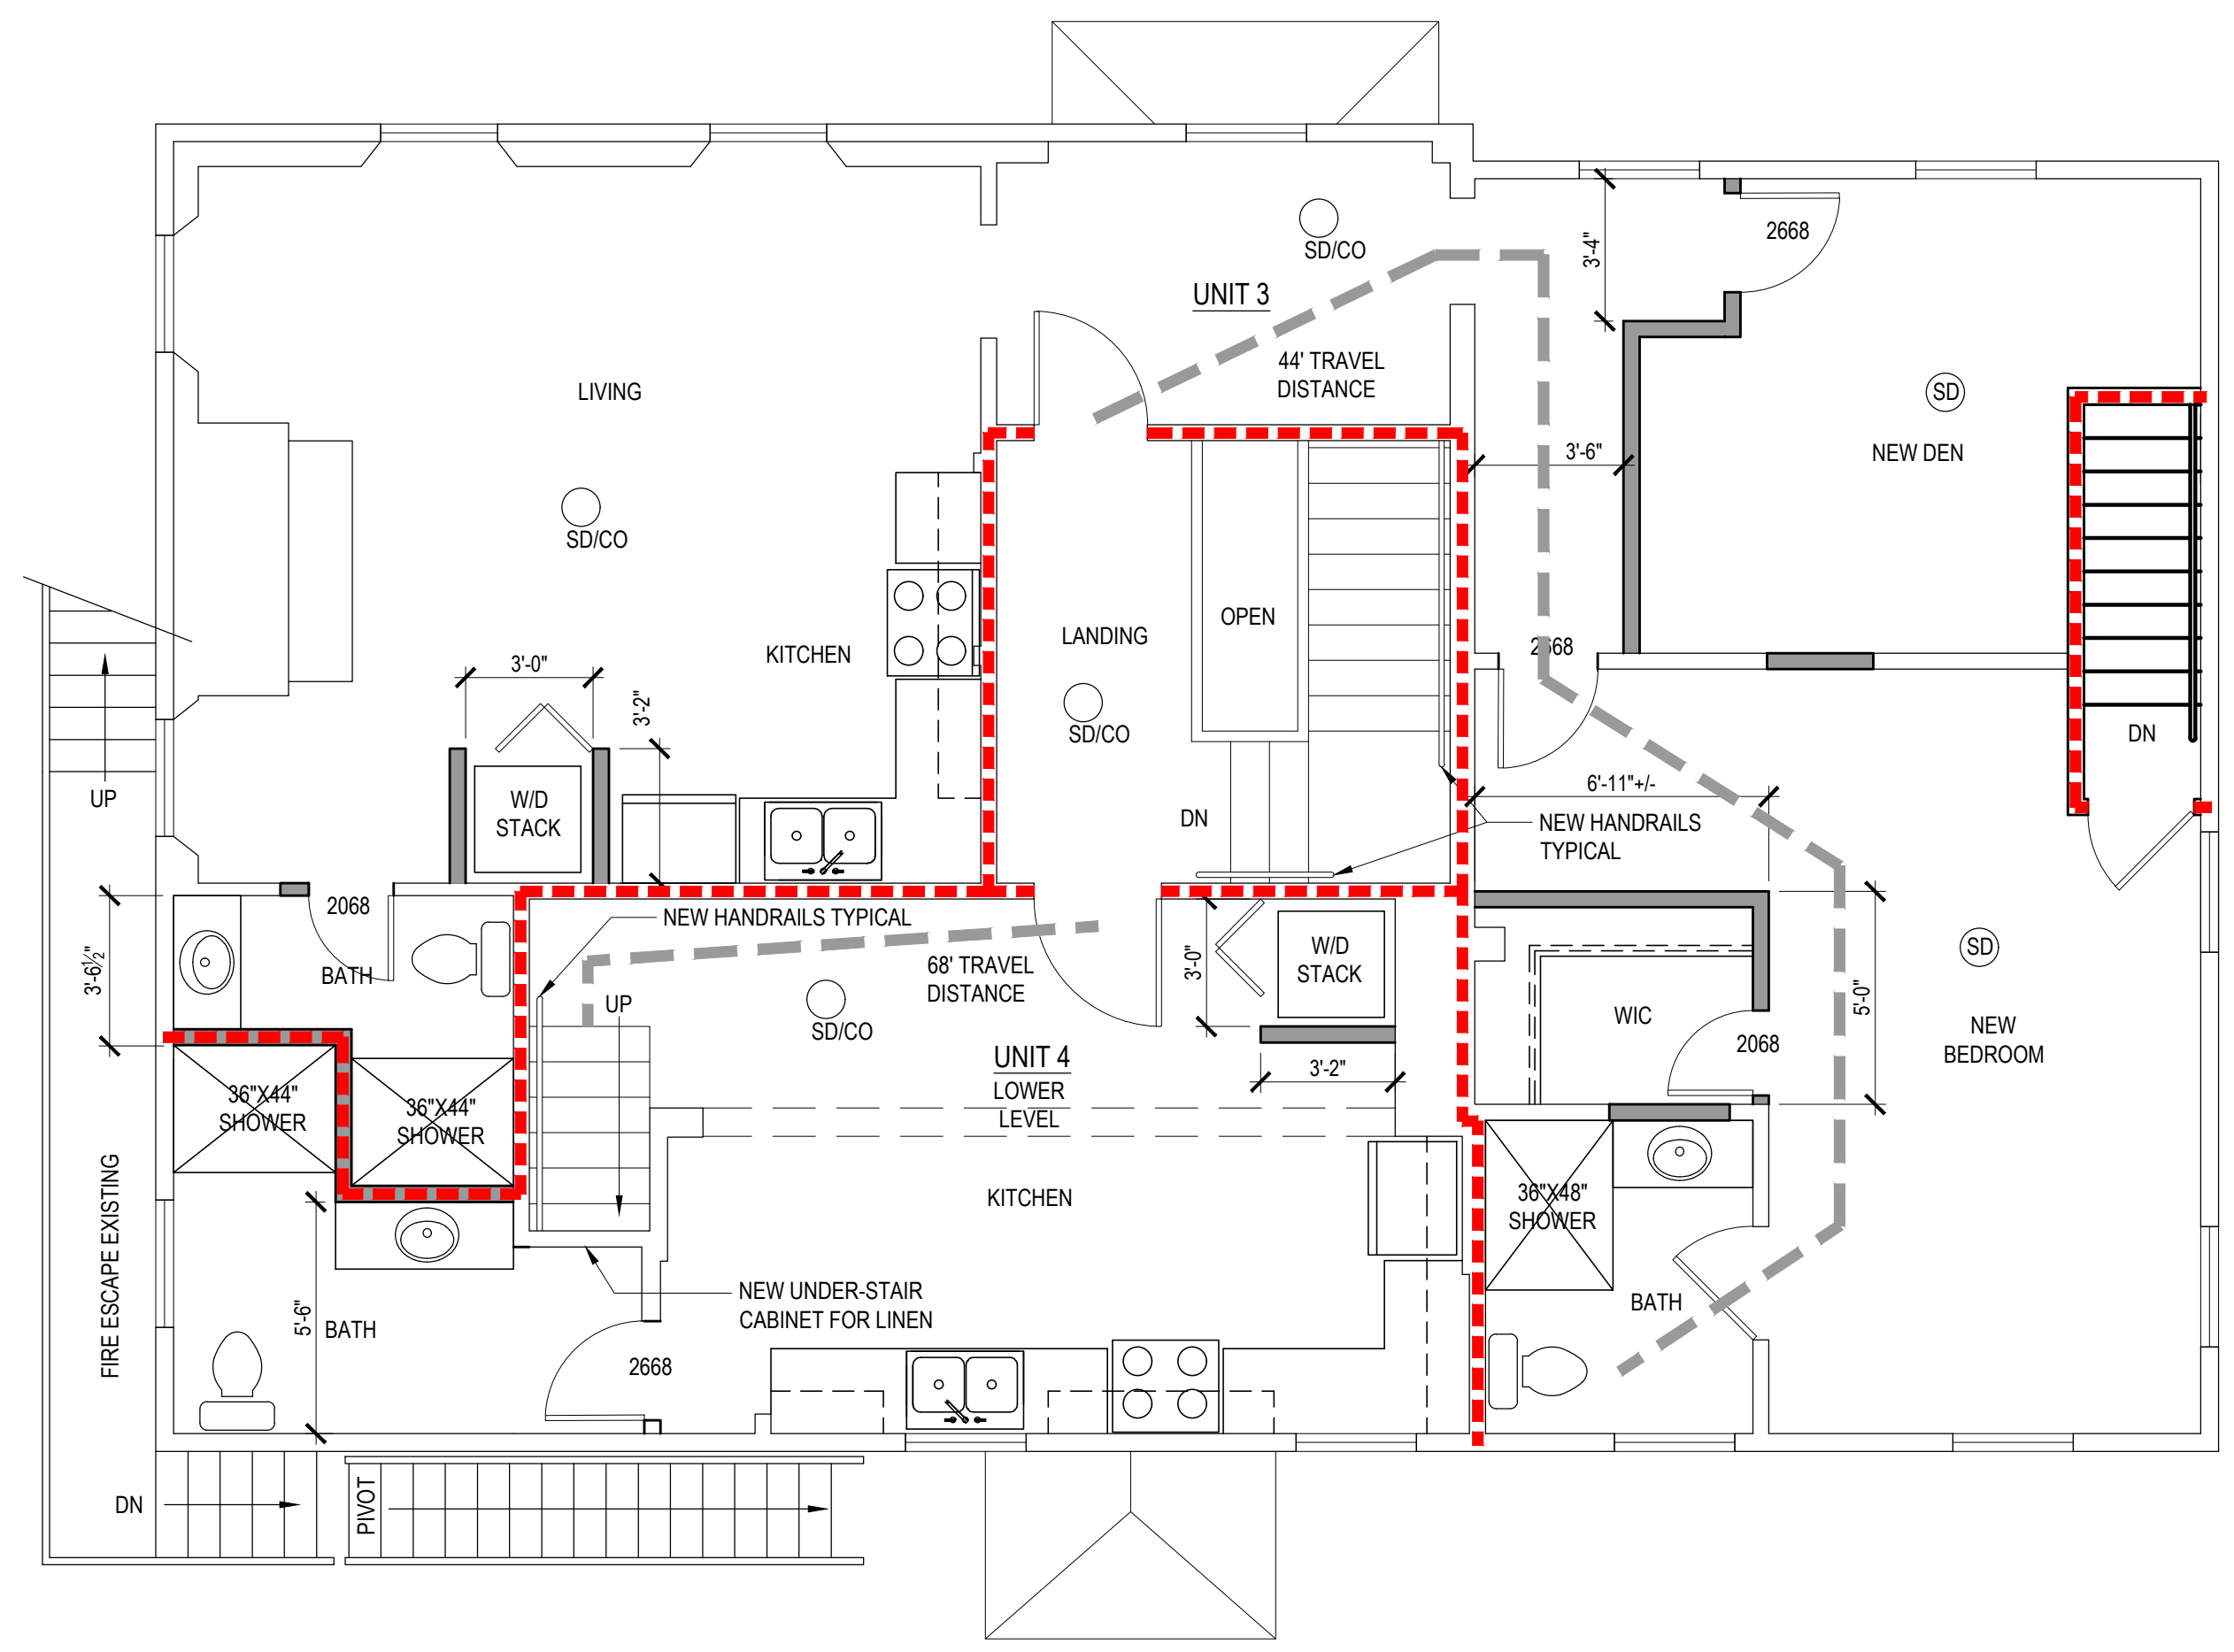 2668
SD/CO
3'-4"
UNIT 3
44' TRAVEL
DISTANCE
LIVING
SD
3'-6"
NEW DEN
SD/CO
OPEN
LANDING
2668
KITCHEN
3'-0"
3'-2"
SD/CO
DN
6'-11"+/-
UP
W/D
STACK
DN
NEW HANDRAILS
TYPICAL
2068
NEW HANDRAILS TYPICAL
3'-6½"
BATH
68' TRAVEL
DISTANCE
3'-0"
W/D
STACK
SD
UP
SD/CO
WIC
5'-0"
NEW
BEDROOM
2068
UNIT 4
LOWER
LEVEL
3'-2"
36"X44"
SHOWER
36"X44"
SHOWER
FIRE ESCAPE EXISTING
KITCHEN
36"X48"
SHOWER
NEW UNDER-STAIR
CABINET FOR LINEN
BATH
5'-6"
BATH
2668
DN
PIVOT